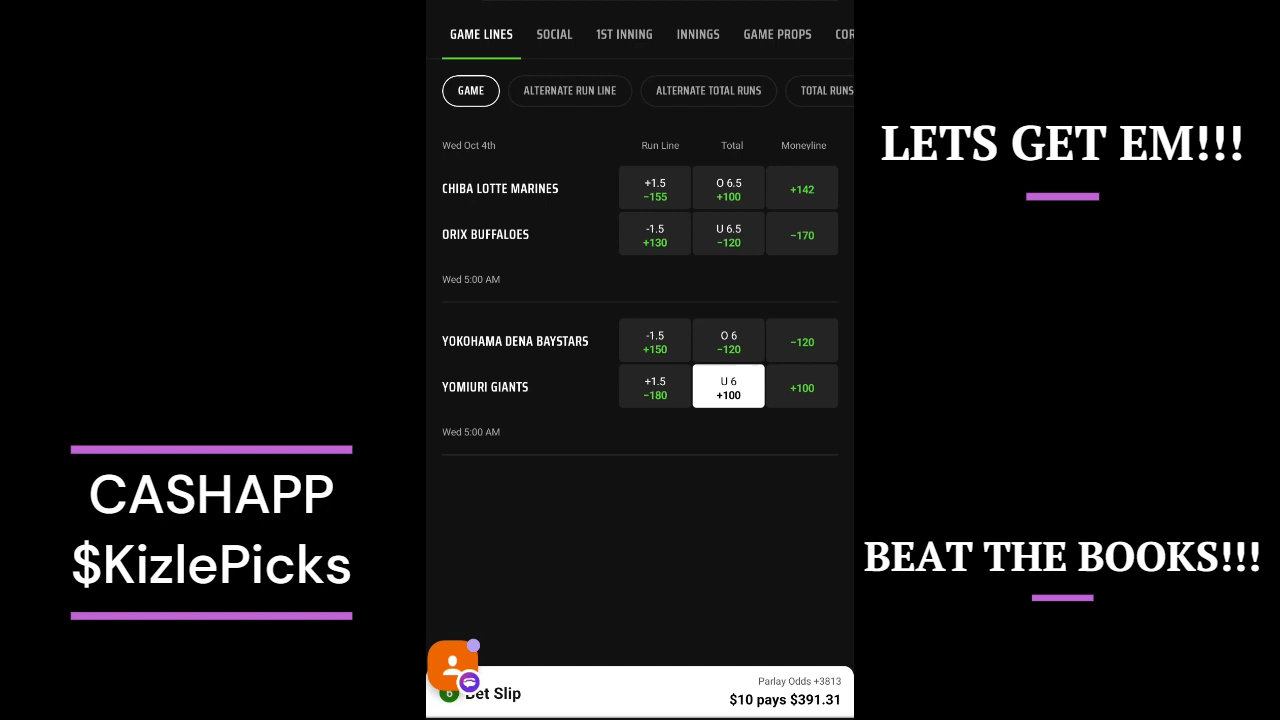 GAME LINES SOCIAL 1ST INNING INNINGS GAME PROPS COR
GAME ALTERNATE RUN LINE ALTERNATE TOTAL RUNS TOTAL RUNS
Wed Oct 4th Run Line Total Moneyline
CHIBA LOTTE MARINES +1.5 −155 O 6.5 +100 +142
ORIX BUFFALOES -1.5 +130 U 6.5 −120 −170
Wed 5:00 AM
YOKOHAMA DENA BAYSTARS -1.5 +150 O 6 −120 −120
YOMIURI GIANTS +1.5 −180 U 6 +100 +100
Wed 5:00 AM
6 Bet Slip
Parlay Odds +3813
$10 pays $391.31
CASHAPP
$KizlePicks
LETS GET EM!!!
BEAT THE BOOKS!!!